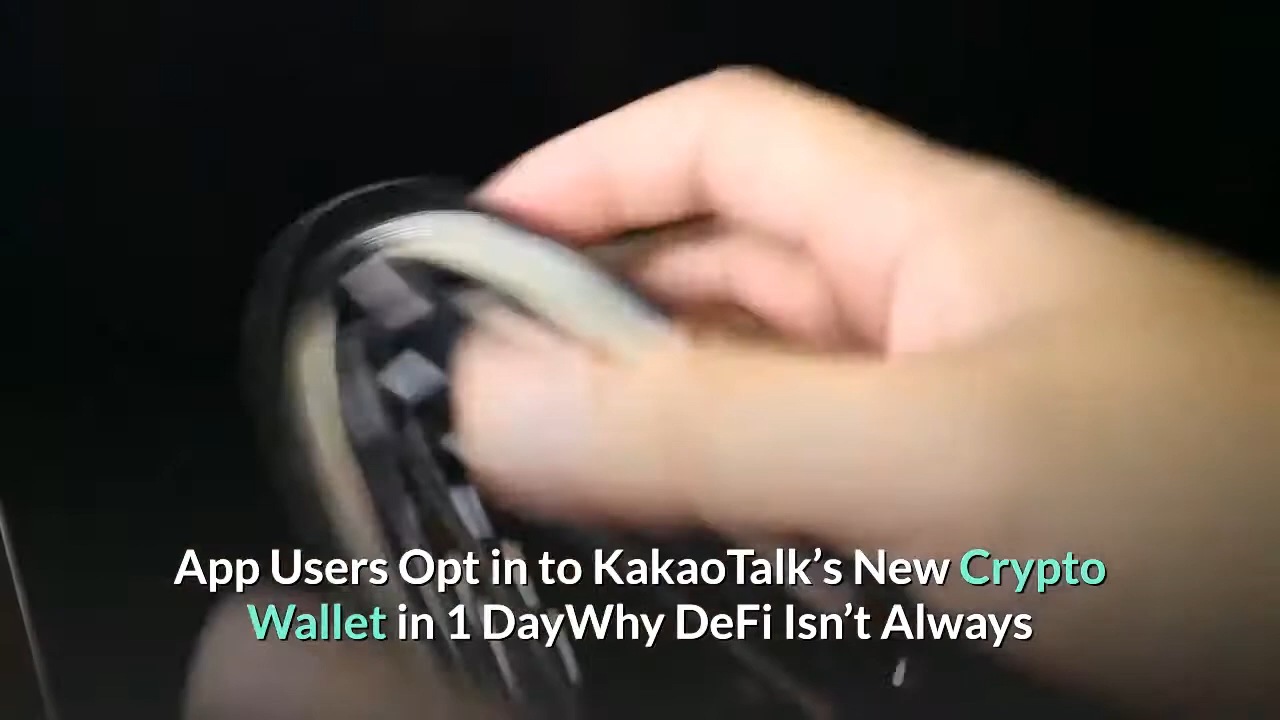 App Users Opt in to KakaoTalk’s New Crypto
Wallet in 1 DayWhy DeFi Isn’t Always